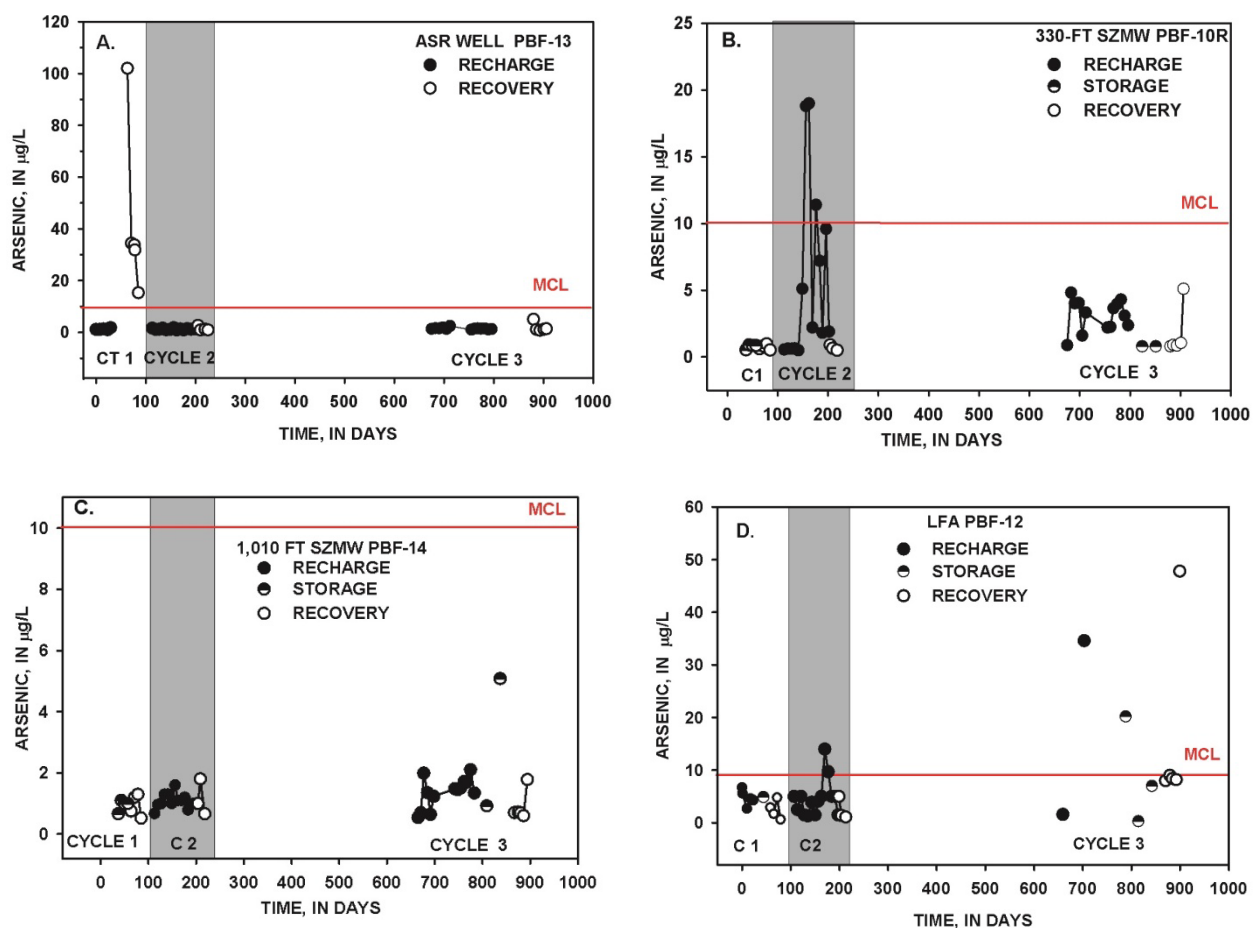 A.
ASR WELL PBF-13
RECHARGE
RECOVERY
120
100
80
60
40
20
0
ARSENIC, IN µg/L
MCL
CT 1
CYCLE 2
CYCLE 3
0 100 200 300 400 500 600 700 800 900 1000
TIME, IN DAYS
B.
330-FT SZMW PBF-10R
RECHARGE
STORAGE
RECOVERY
25
20
15
10
5
0
ARSENIC, IN µg/L
MCL
C1
CYCLE 2
CYCLE 3
0 100 200 300 400 500 600 700 800 900 1000
TIME, IN DAYS
C.
MCL
1,010 FT SZMW PBF-14
RECHARGE
STORAGE
RECOVERY
10
8
6
4
2
0
ARSENIC, IN µg/L
CYCLE 1
C 2
CYCLE 3
0 100 200 300 400 500 600 700 800 900 1000
TIME, IN DAYS
D.
LFA PBF-12
RECHARGE
STORAGE
RECOVERY
60
50
40
30
20
10
0
ARSENIC, IN µg/L
MCL
C 1
C2
CYCLE 3
0 100 200 300 400 500 600 700 800 900 1000
TIME, IN DAYS